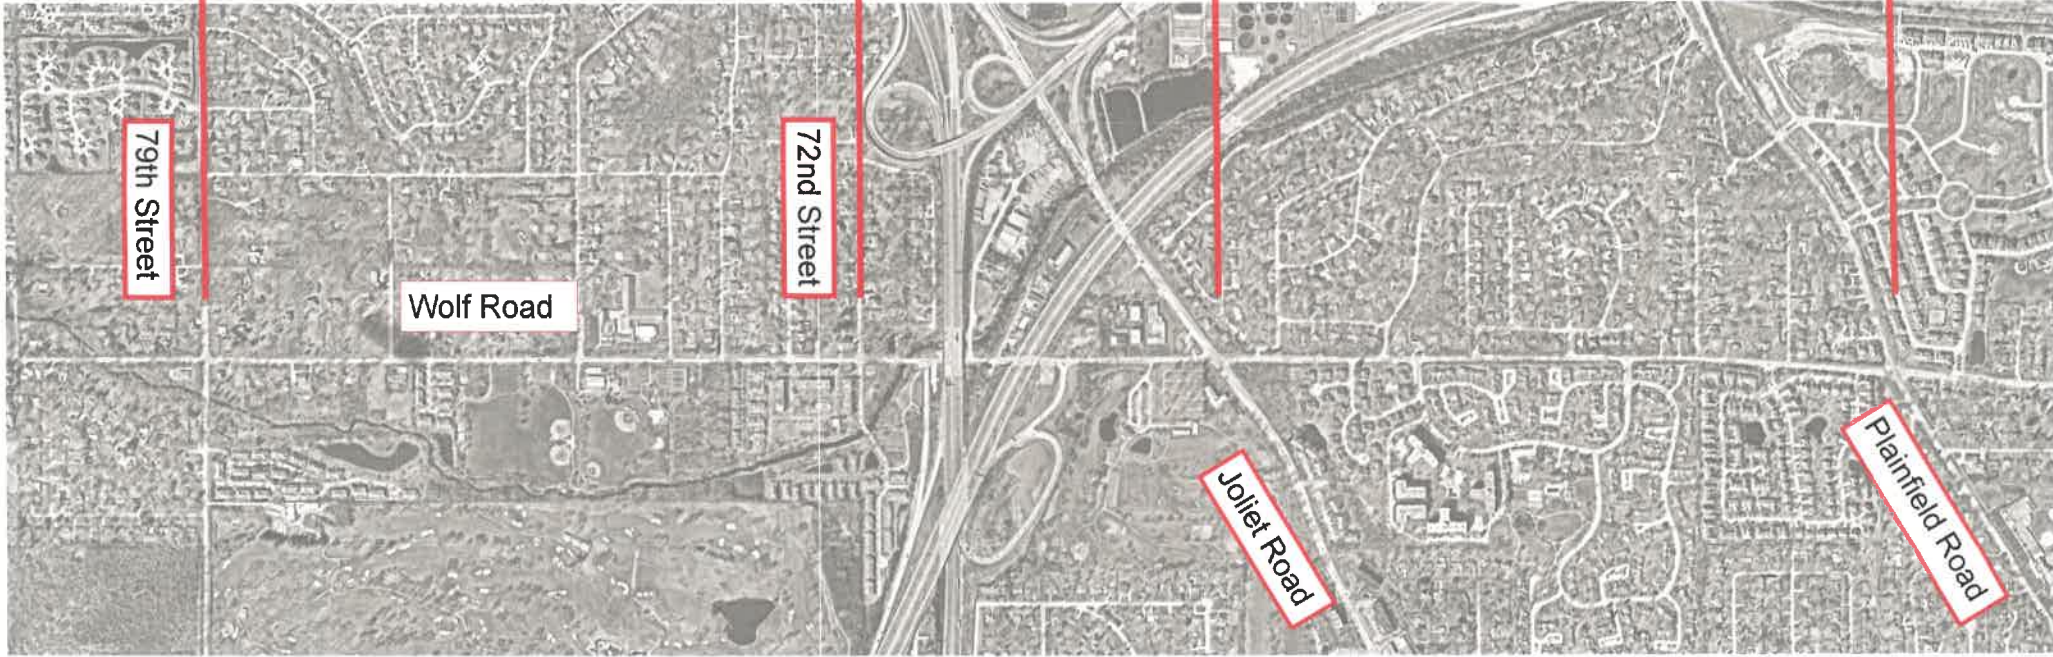 79th Street
Wolf Road
72nd Street
Joliet Road
Plainfield Road